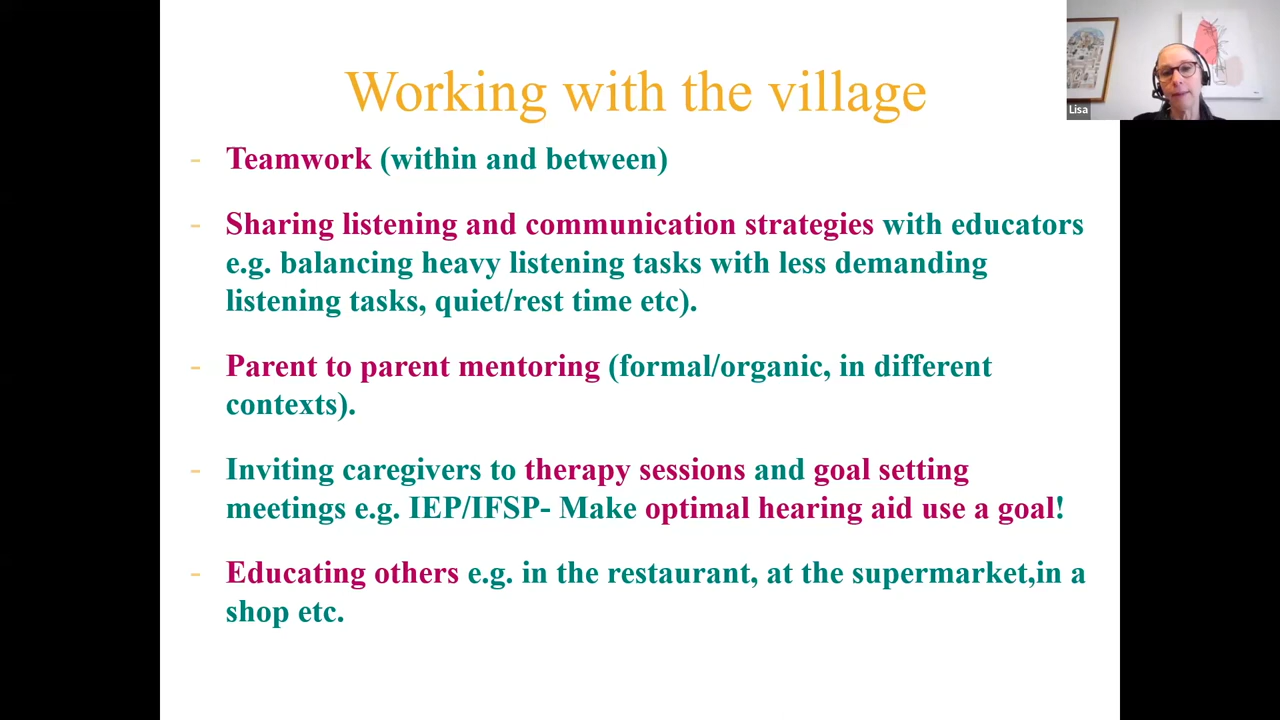 Working with the village
- Teamwork (within and between)
- Sharing listening and communication strategies with educators
e.g. balancing heavy listening tasks with less demanding
listening tasks, quiet/rest time etc).
- Parent to parent mentoring (formal/organic, in different
contexts).
- Inviting caregivers to therapy sessions and goal setting
meetings e.g. IEP/IFSP- Make optimal hearing aid use a goal!
- Educating others e.g. in the restaurant, at the supermarket,in a
shop etc.
Lisa